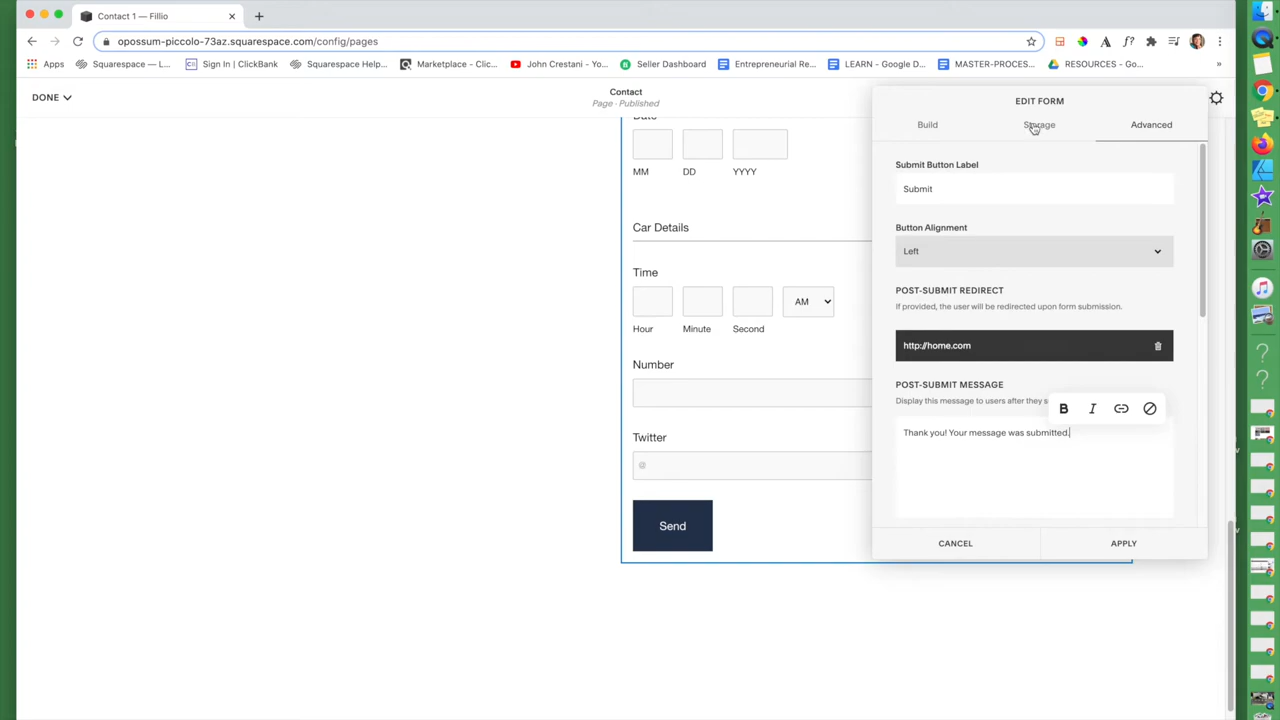 Contact 1 — Fillio
opossum-piccolo-73az.squarespace.com/config/pages
Apps
Squarespace — L...
Sign In | ClickBank
Squarespace Help...
Marketplace - Clic...
John Crestani - Yo...
Seller Dashboard
Entrepreneurial Re...
LEARN - Google D...
MASTER-PROCES...
RESOURCES - Go...
»
DONE
Contact
Page · Published
EDIT FORM
Build
Storage
Advanced
Submit Button Label
Submit
Button Alignment
Left
POST-SUBMIT REDIRECT
If provided, the user will be redirected upon form submission.
http://home.com
POST-SUBMIT MESSAGE
Display this message to users after they s
B I
Thank you! Your message was submitted.
CANCEL
APPLY
Date
MM DD YYYY
Car Details
Time
AM
Hour Minute Second
Number
Twitter
@
Send